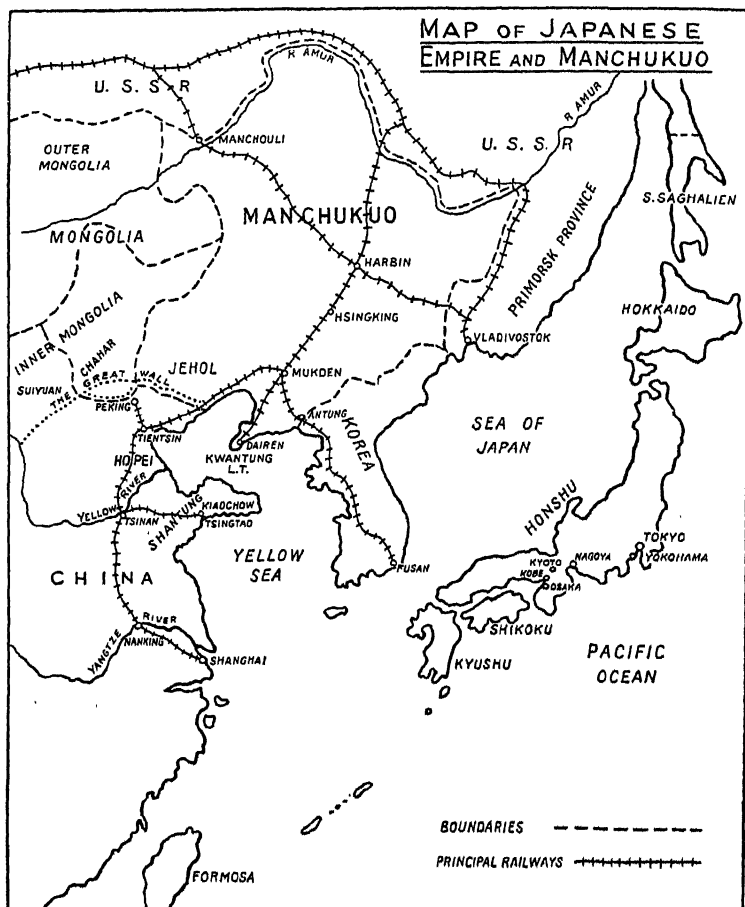 MAP OF JAPANESE
EMPIRE AND MANCHUKUO
R AMUR
U. S. S R
R AMUR
U. S. S R
MANCHOULI
OUTER
MONGOLIA
S. SAGHALIEN
MANCHUKUO
MONGOLIA
PRIMORSK PROVINCE
HARBIN
HSINGKING
HOKKAIDO
VLADIVOSTOK
INNER MONGOLIA
CHAHAR
JEHOL
SUIYUAN
THE GREAT WALL
MUKDEN
PEKING
ANTUNG
KOREA
SEA OF
JAPAN
TIENTSIN
DAIREN
HOPEI
KWANTUNG
L.T.
YELLOW RIVER
KIAOCHOW
TSINAN
SHANTUNG
TSINGTAO
HONSHU
YELLOW
SEA
TOKYO
YOKOHAMA
NAGOYA
KYOTO
KOBE
OSAKA
FUSAN
CHINA
SHIKOKU
YANGTZE RIVER
NANKING
SHANGHAI
KYUSHU
PACIFIC
OCEAN
BOUNDARIES
PRINCIPAL RAILWAYS
FORMOSA